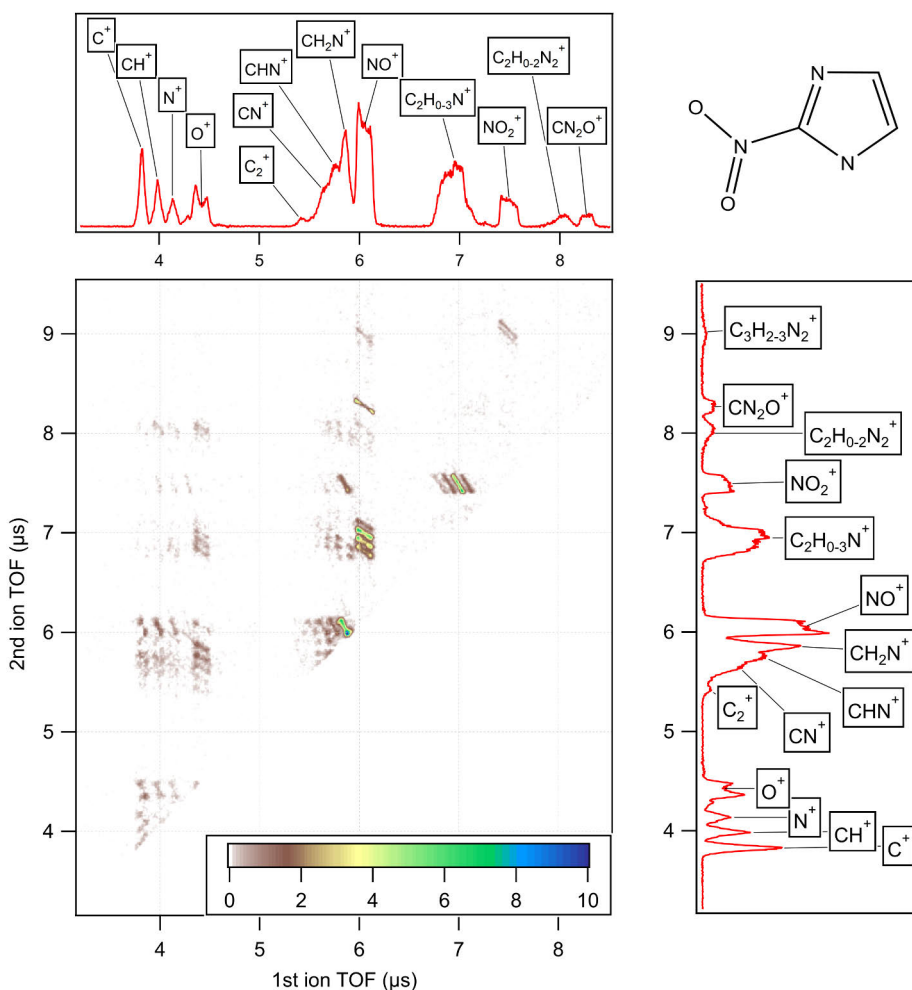 C+
CH+
N+
O+
C2+
CN+
CHN+
CH2N+
NO+
C2H0-3N+
NO2+
C2H0-2N2+
CN2O+
4 5 6 7 8
N
O
N
N
O
9
8
7
6
5
4
2nd ion TOF (µs)
0 2 4 6 8 10
4 5 6 7 8
1st ion TOF (µs)
9
8
7
6
5
4
C3H2-3N2+
CN2O+
C2H0-2N2+
NO2+
C2H0-3N+
NO+
CH2N+
CHN+
CN+
C2+
O+
N+
CH+
C+